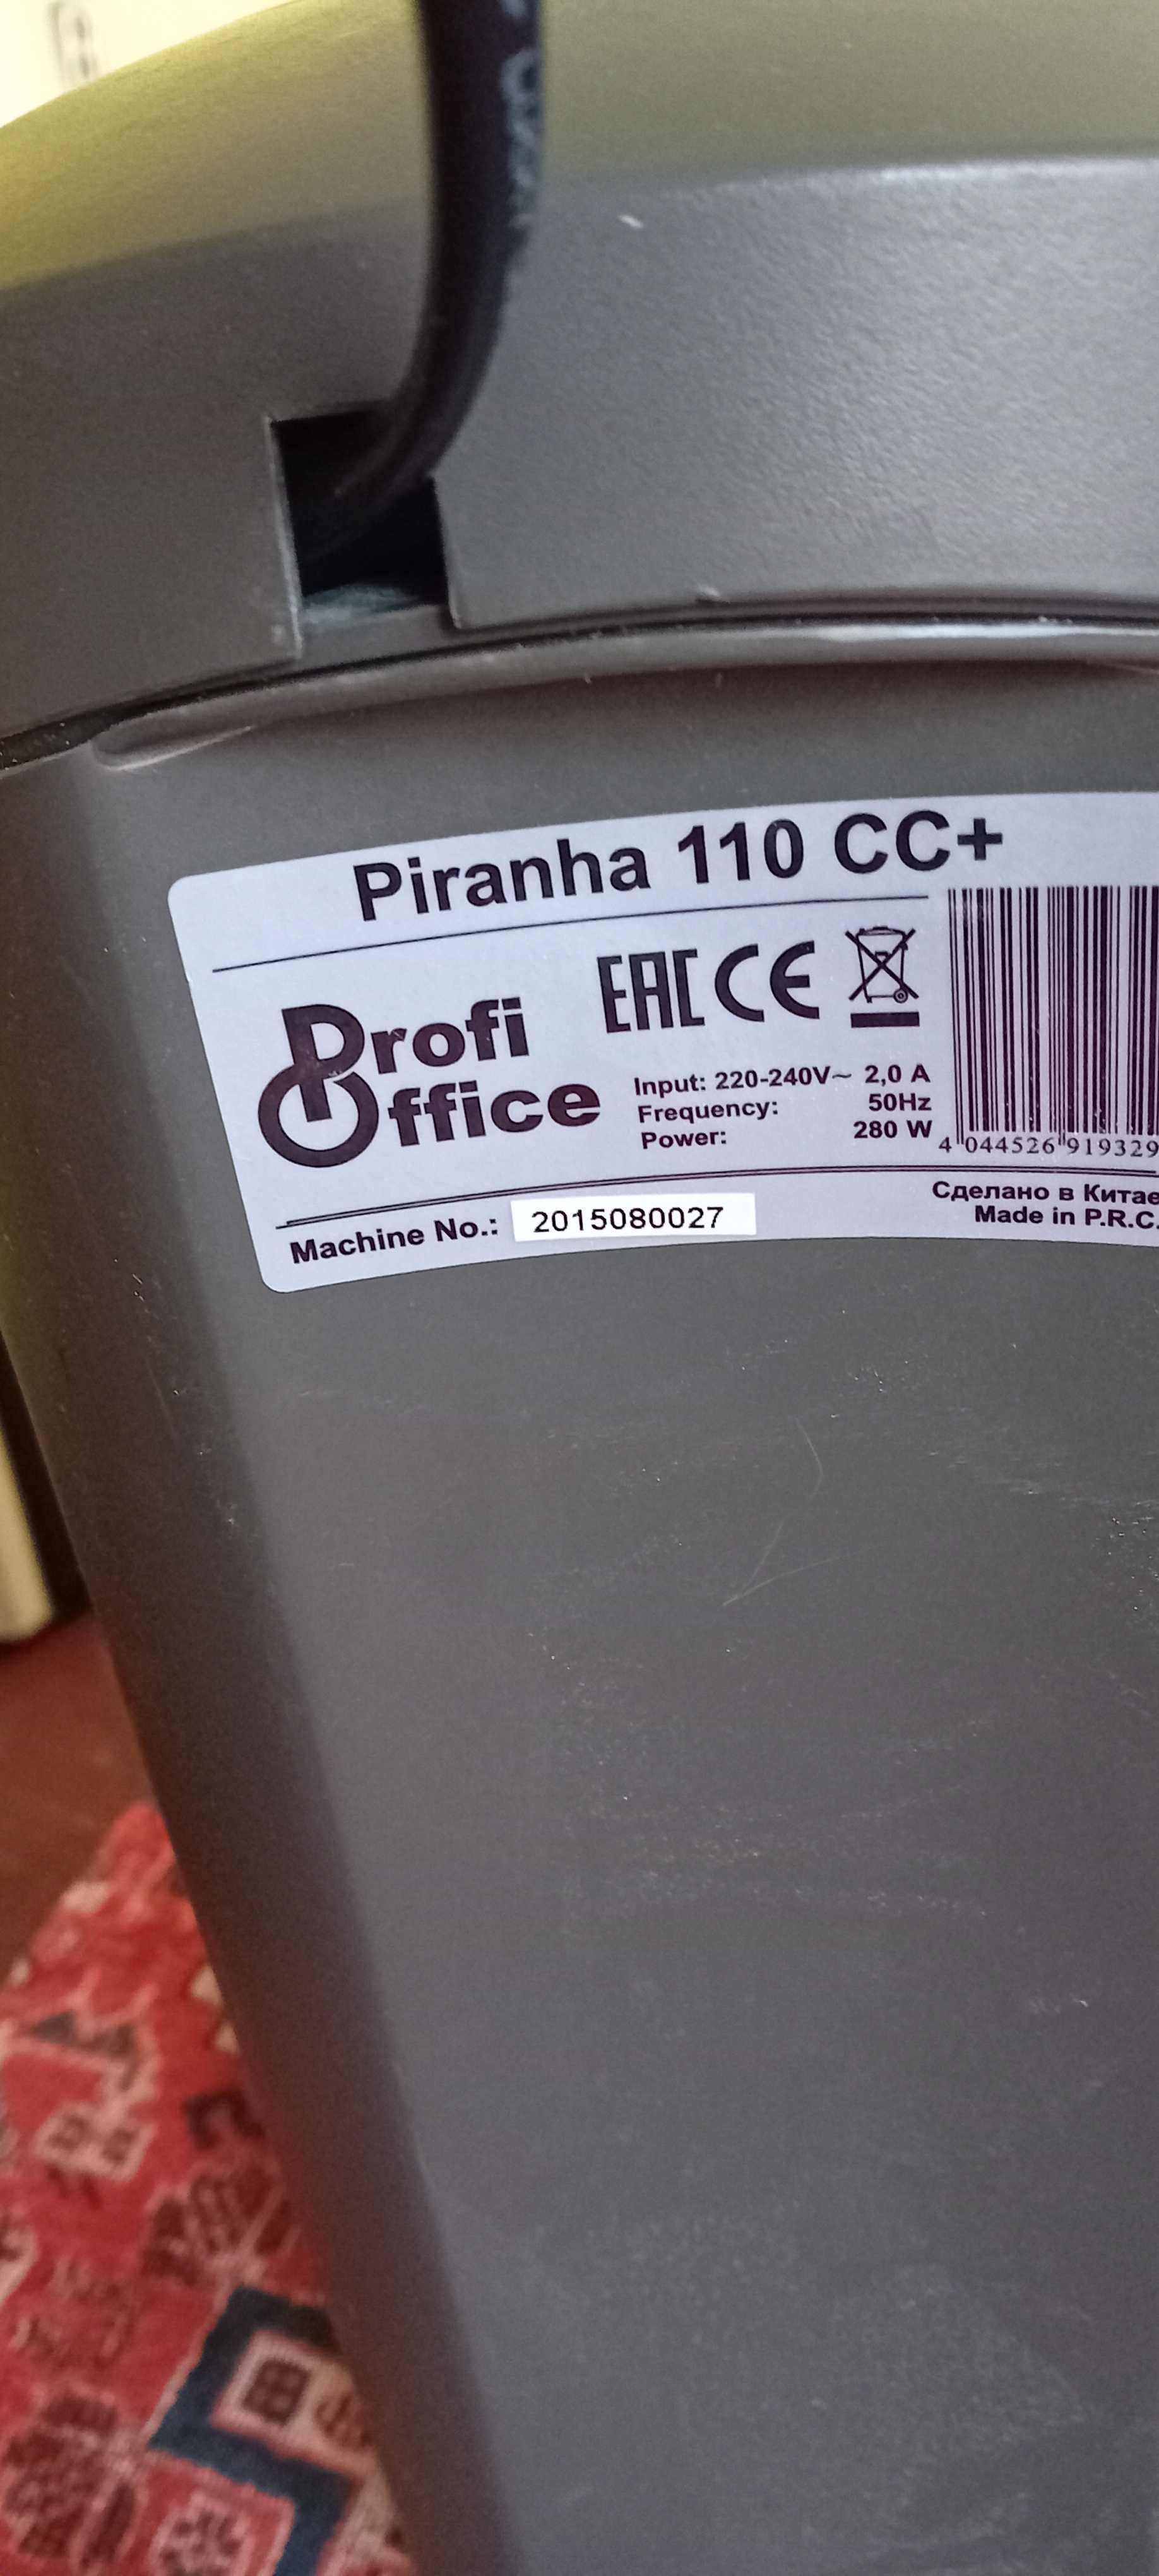 Piranha 110 CC+
Profi
Office
EAC CE
Input: 220-240V~ 2,0 A
Frequency: 50Hz
Power: 280 W
4 044526 919329
Сделано в Китае
Made in P.R.C.
Machine No.: 2015080027